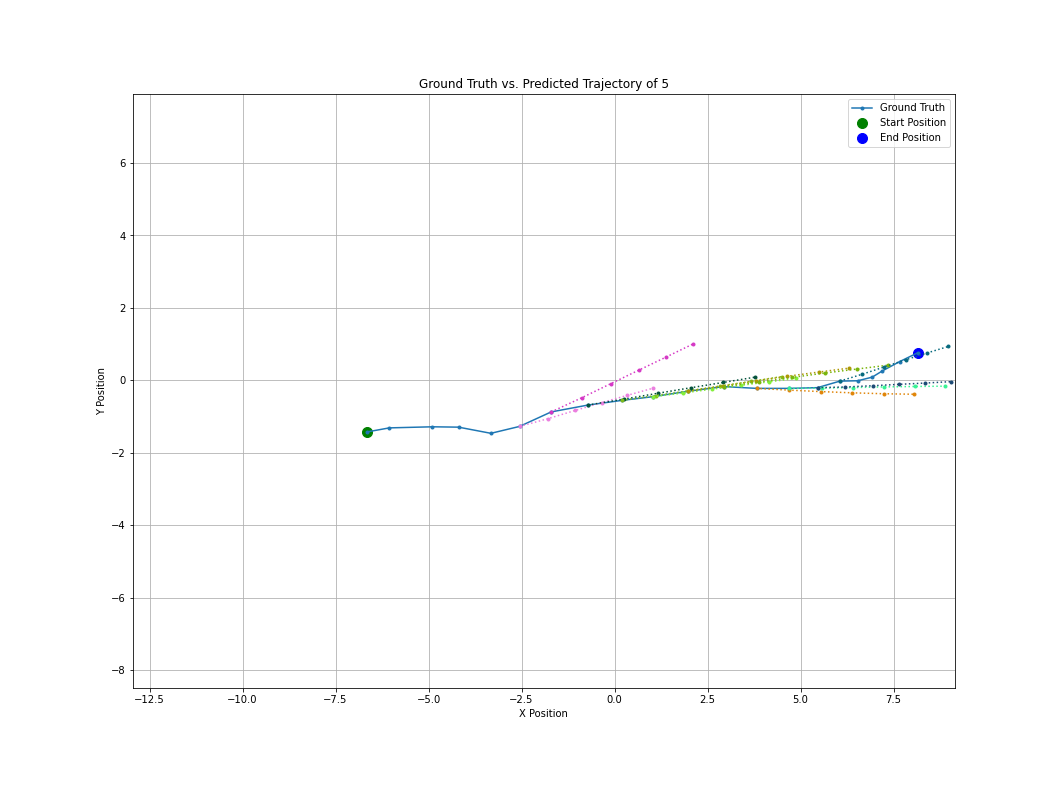 Ground Truth vs. Predicted Trajectory of 5
Ground Truth
Start Position
End Position
6
4
2
0
−2
−4
−6
−8
Y Position
−12.5 −10.0 −7.5 −5.0 −2.5 0.0 2.5 5.0 7.5
X Position